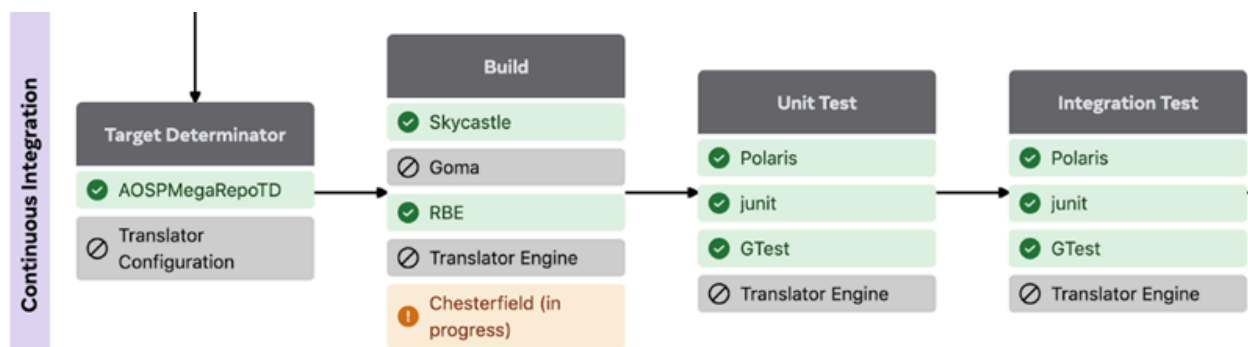 Continuous Integration
Target Determinator
AOSPMegaRepoTD
Translator
Configuration
Build
Skycastle
Goma
RBE
Translator Engine
Chesterfield (in
progress)
Unit Test
Polaris
junit
GTest
Translator Engine
Integration Test
Polaris
junit
GTest
Translator Engine